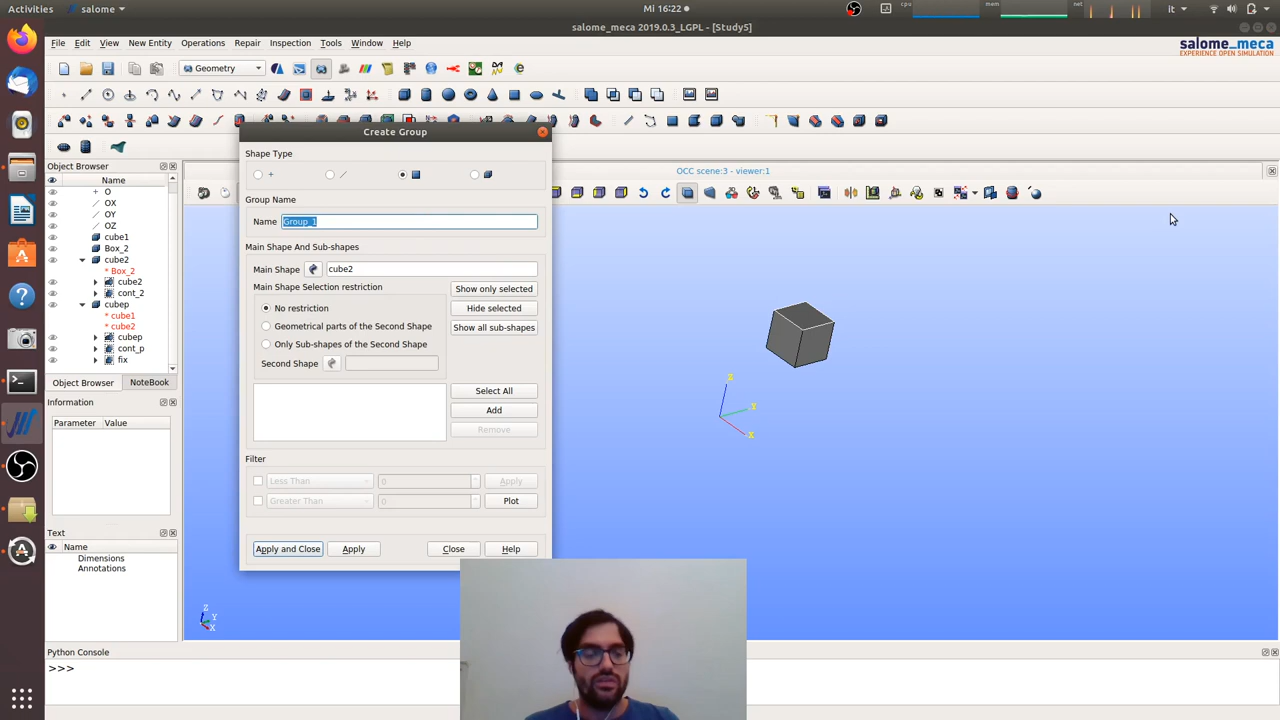 Activities
salome
Mi 16:22
cpu
mem
net
it
salome_meca 2019.0.3_LGPL - [Study5]
File Edit View New Entity Operations Repair Inspection Tools Window Help
salome_meca
EXPERIENCE OPEN SIMULATION
Geometry
Create Group
Shape Type
Object Browser
OCC scene:3 - viewer:1
Name
O
OX
OY
OZ
cube1
Box_2
cube2
* Box_2
cube2
cont_2
cubep
* cube1
* cube2
cubep
cont_p
fix
Object Browser
NoteBook
Information
Parameter Value
Text
Name
Dimensions
Annotations
Group Name
Name Group_1
Main Shape And Sub-shapes
Main Shape cube2
Main Shape Selection restriction
No restriction
Geometrical parts of the Second Shape
Only Sub-shapes of the Second Shape
Second Shape
Show only selected
Hide selected
Show all sub-shapes
Select All
Add
Remove
Filter
Less Than 0 Apply
Greater Than 0 Plot
Apply and Close Apply Close Help
Z
Y
X
Z
Y
X
Python Console
>>>